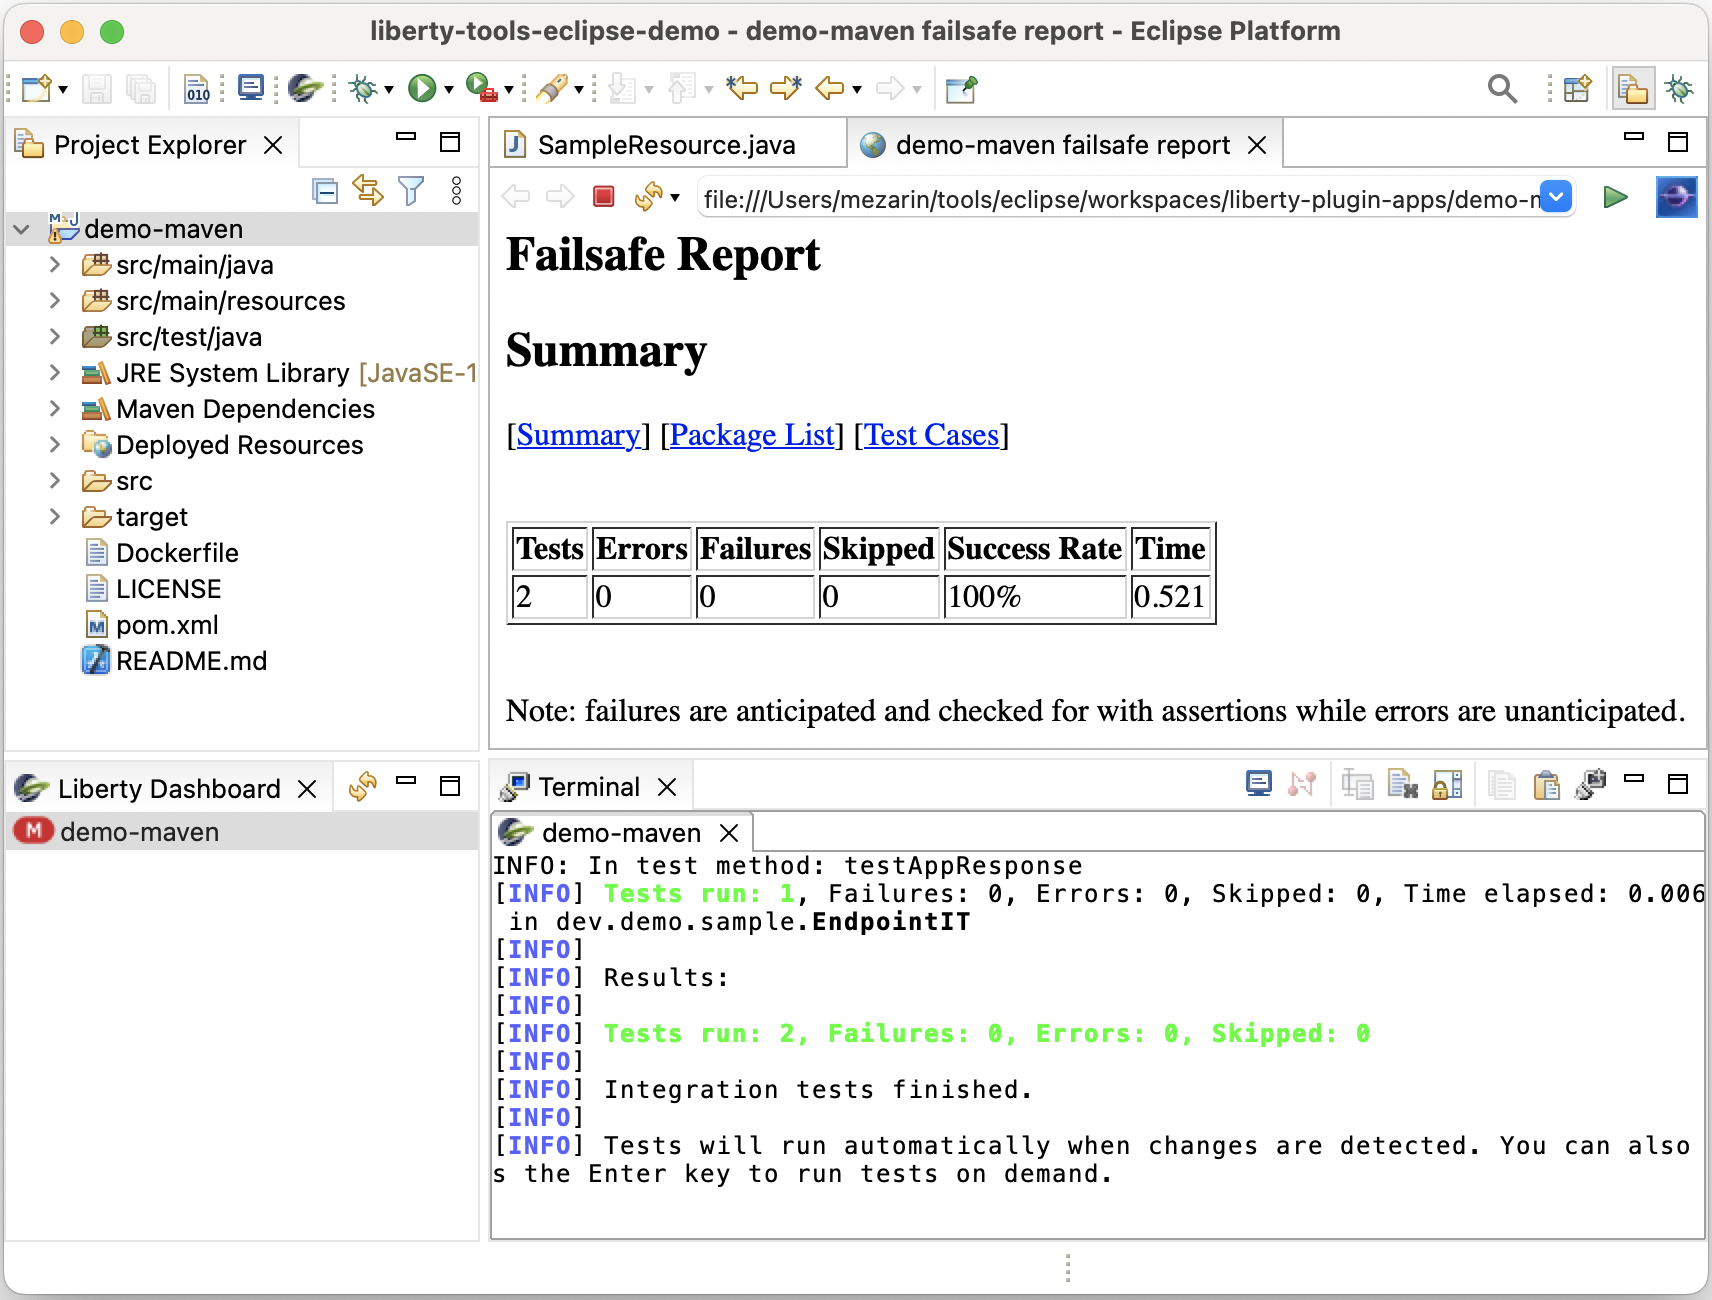 liberty-tools-eclipse-demo - demo-maven failsafe report - Eclipse Platform
010
Project Explorer
demo-maven
src/main/java
src/main/resources
src/test/java
JRE System Library [JavaSE-1
Maven Dependencies
Deployed Resources
src
target
Dockerfile
LICENSE
pom.xml
README.md
SampleResource.java
demo-maven failsafe report
file:///Users/mezarin/tools/eclipse/workspaces/liberty-plugin-apps/demo-m
Failsafe Report
Summary
[Summary] [Package List] [Test Cases]
Tests Errors Failures Skipped Success Rate Time
2 0 0 0 100% 0.521
Note: failures are anticipated and checked for with assertions while errors are unanticipated.
Liberty Dashboard
M demo-maven
Terminal
demo-maven
INFO: In test method: testAppResponse
[INFO] Tests run: 1, Failures: 0, Errors: 0, Skipped: 0, Time elapsed: 0.006
in dev.demo.sample.EndpointIT
[INFO]
[INFO] Results:
[INFO]
[INFO] Tests run: 2, Failures: 0, Errors: 0, Skipped: 0
[INFO]
[INFO] Integration tests finished.
[INFO]
[INFO] Tests will run automatically when changes are detected. You can also
s the Enter key to run tests on demand.